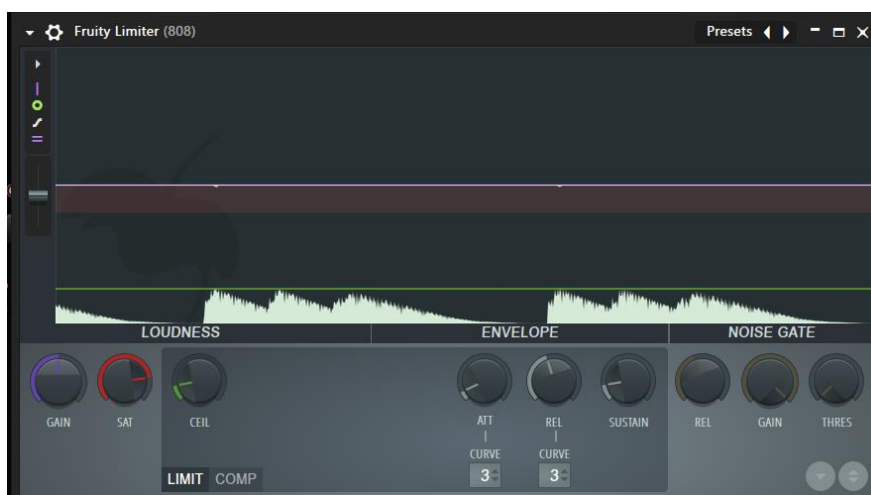 Fruity Limiter (808)
Presets
LOUDNESS
ENVELOPE
NOISE GATE
GAIN
SAT
CEIL
ATT
REL
SUSTAIN
REL
GAIN
THRES
CURVE
CURVE
3
3
LIMIT COMP